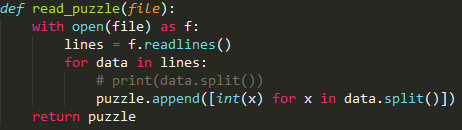 def read_puzzle(file):
    with open(file) as f:
        lines = f.readlines()
        for data in lines:
            # print(data.split())
            puzzle.append([int(x) for x in data.split()])
    return puzzle